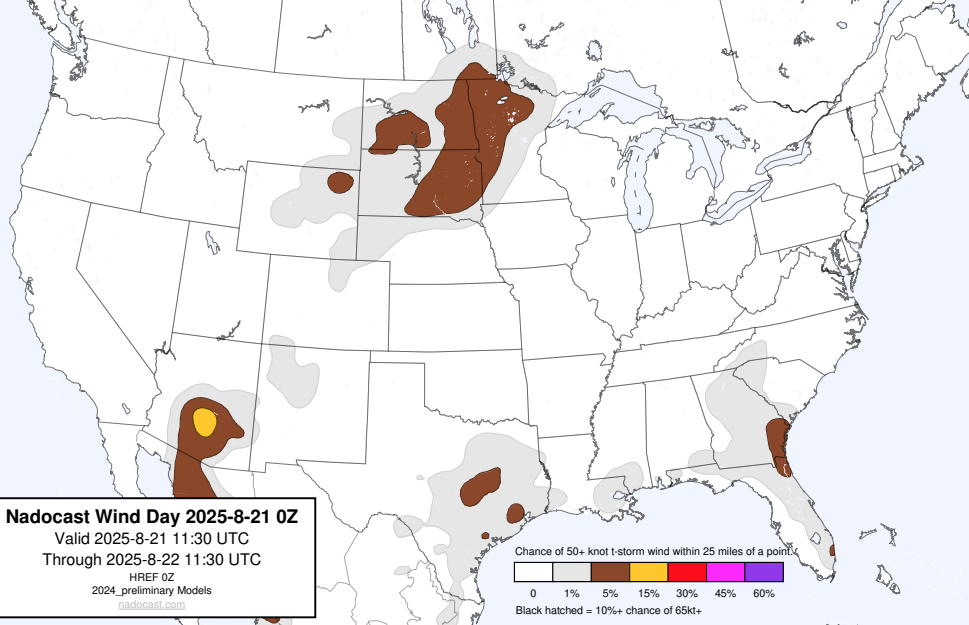 Nadocast Wind Day 2025-8-21 0Z
Valid 2025-8-21 11:30 UTC
Through 2025-8-22 11:30 UTC
HREF 0Z
2024_preliminary Models
nadocast.com
Chance of 50+ knot t-storm wind within 25 miles of a point.
0 1% 5% 15% 30% 45% 60%
Black hatched = 10%+ chance of 65kt+